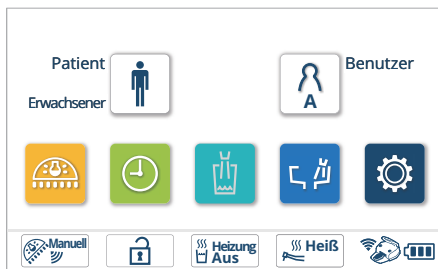 Patient
Benutzer
Erwachsener
A
Manuell
Heizung
Aus
Heiß